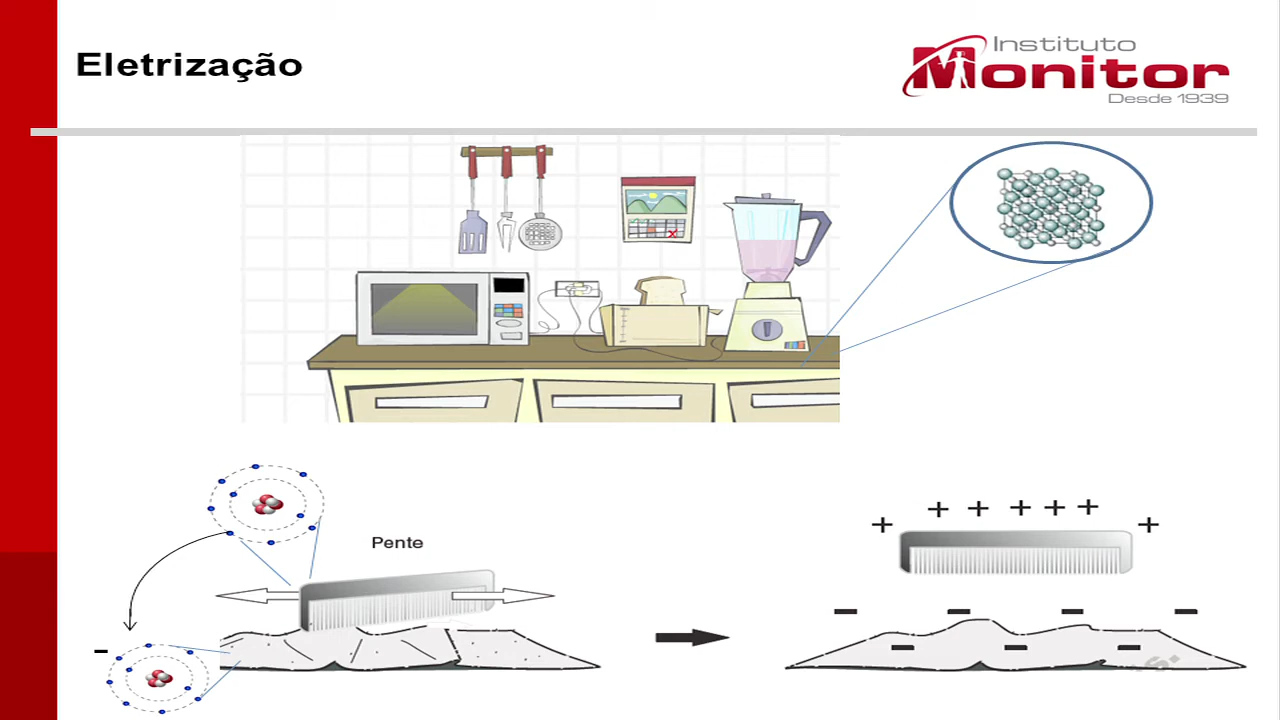 Eletrização
Instituto
Monitor
Desde 1939
Pente
+ + + + + + +
- - - -
- - -
-